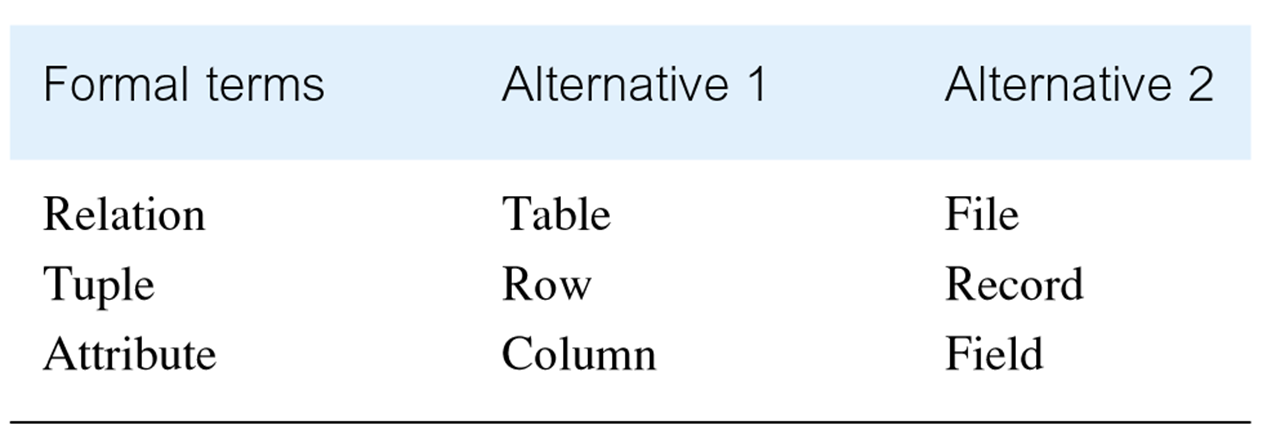 Formal terms Alternative 1 Alternative 2
Relation Table File
Tuple Row Record
Attribute Column Field